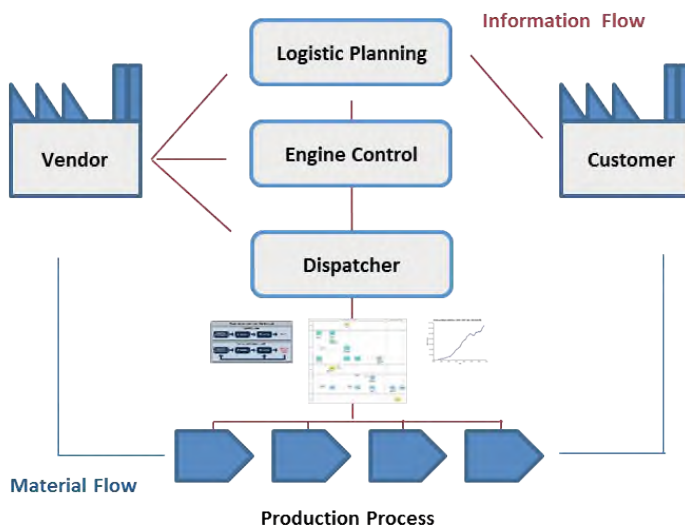 Information Flow
Logistic Planning
Vendor
Engine Control
Customer
Dispatcher
Material Flow
Production Process